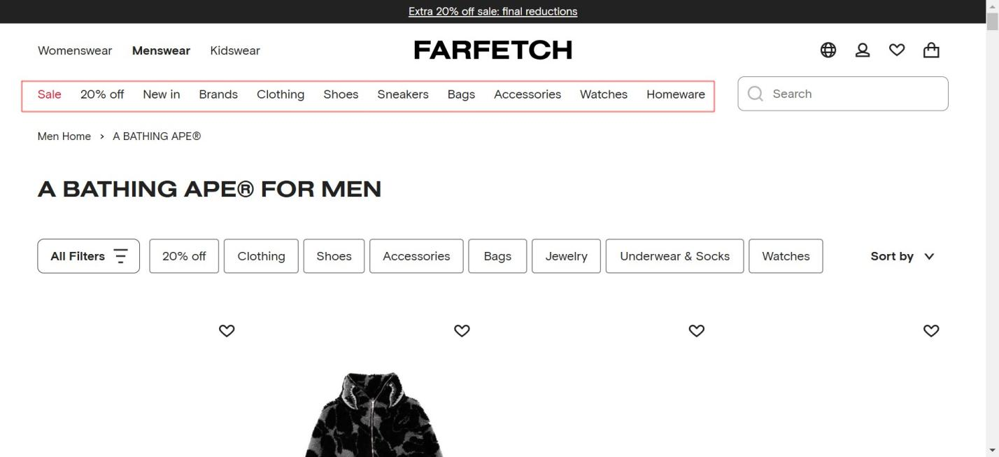 Extra 20% off sale: final reductions
Womenswear Menswear Kidswear FARFETCH
Sale 20% off New in Brands Clothing Shoes Sneakers Bags Accessories Watches Homeware Search
Men Home › A BATHING APE®
A BATHING APE® FOR MEN
All Filters 20% off Clothing Shoes Accessories Bags Jewelry Underwear & Socks Watches Sort by